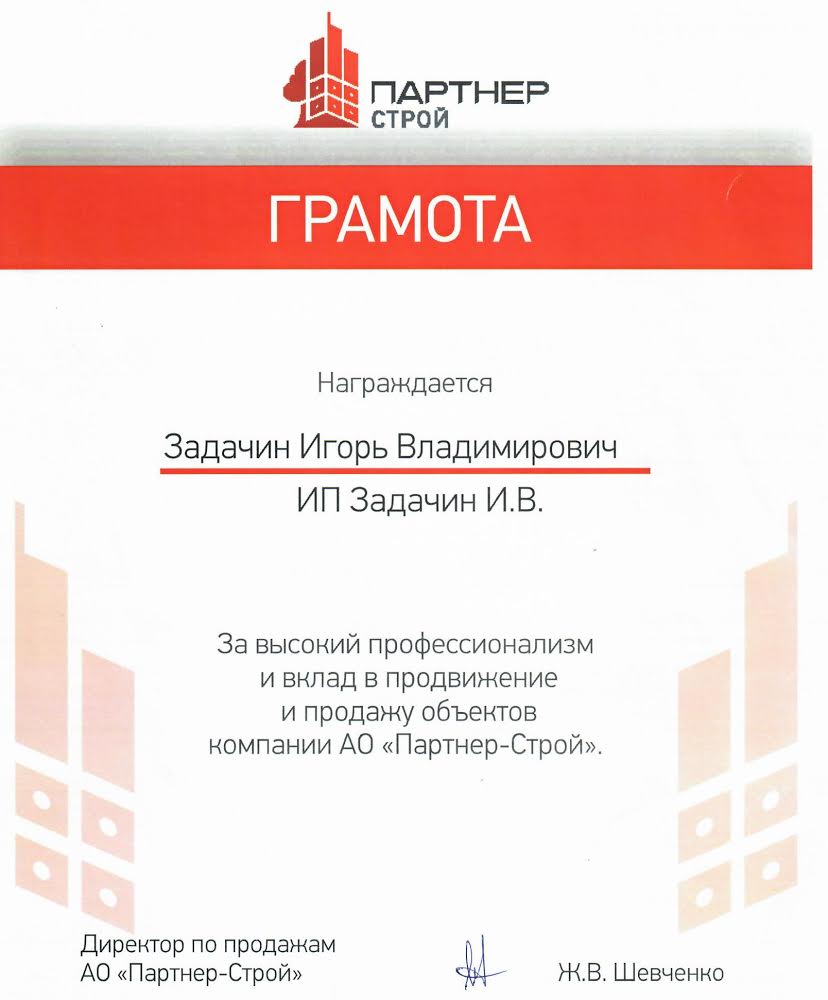 ПАРТНЕР
СТРОЙ
ГРАМОТА
Награждается
Задачин Игорь Владимирович
ИП Задачин И.В.
За высокий профессионализм
и вклад в продвижение
и продажу объектов
компании АО «Партнер-Строй».
Директор по продажам
АО «Партнер-Строй»
Ж.В. Шевченко